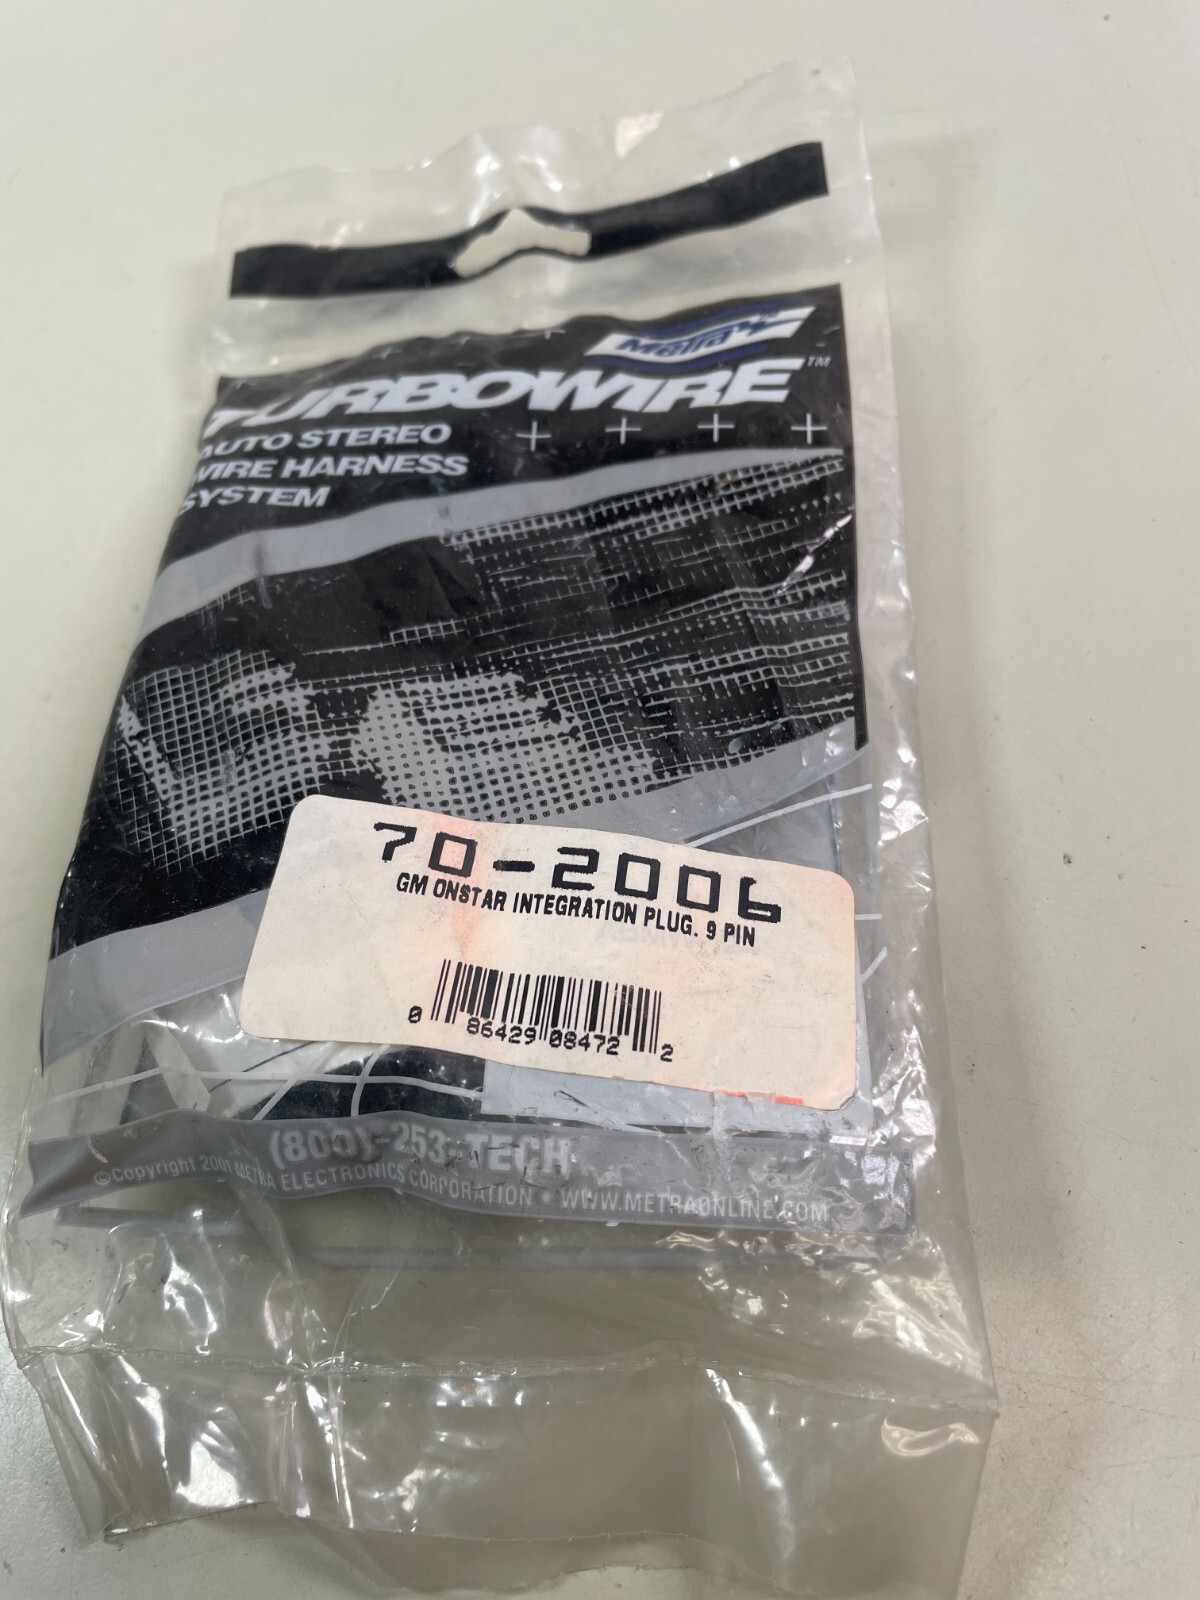 Metra
TURBOWIRE™
AUTO STEREO
WIRE HARNESS
SYSTEM
70-2006
GM ONSTAR INTEGRATION PLUG. 9 PIN
0 86429 08472 2
(800)-253-TECH
©Copyright 2001 METRA ELECTRONICS CORPORATION • WWW.METRAONLINE.COM